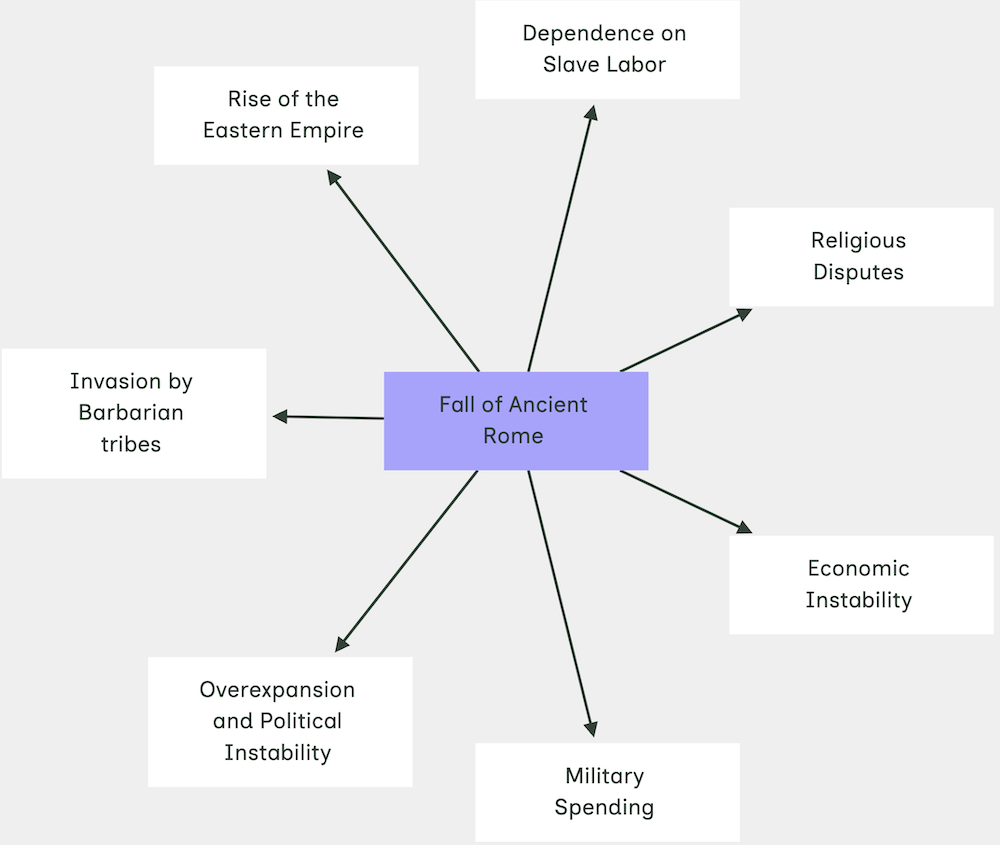 Dependence on
Slave Labor
Rise of the
Eastern Empire
Religious
Disputes
Invasion by
Barbarian
tribes
Fall of Ancient
Rome
Economic
Instability
Overexpansion
and Political
Instability
Military
Spending